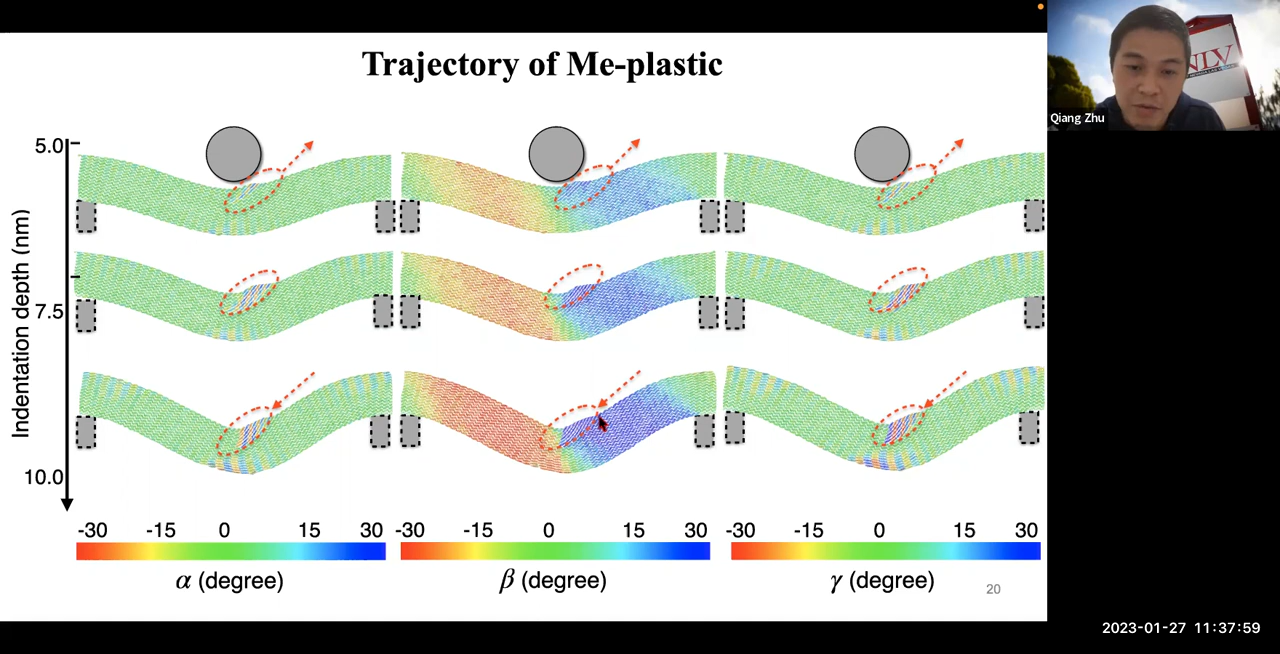 Trajectory of Me-plastic
Qiang Zhu
NLV
5.0
7.5
10.0
Indentation depth (nm)
-30 -15 0 15 30
α (degree)
-30 -15 0 15 30
β (degree)
-30 -15 0 15 30
γ (degree)
20
2023-01-27 11:37:59